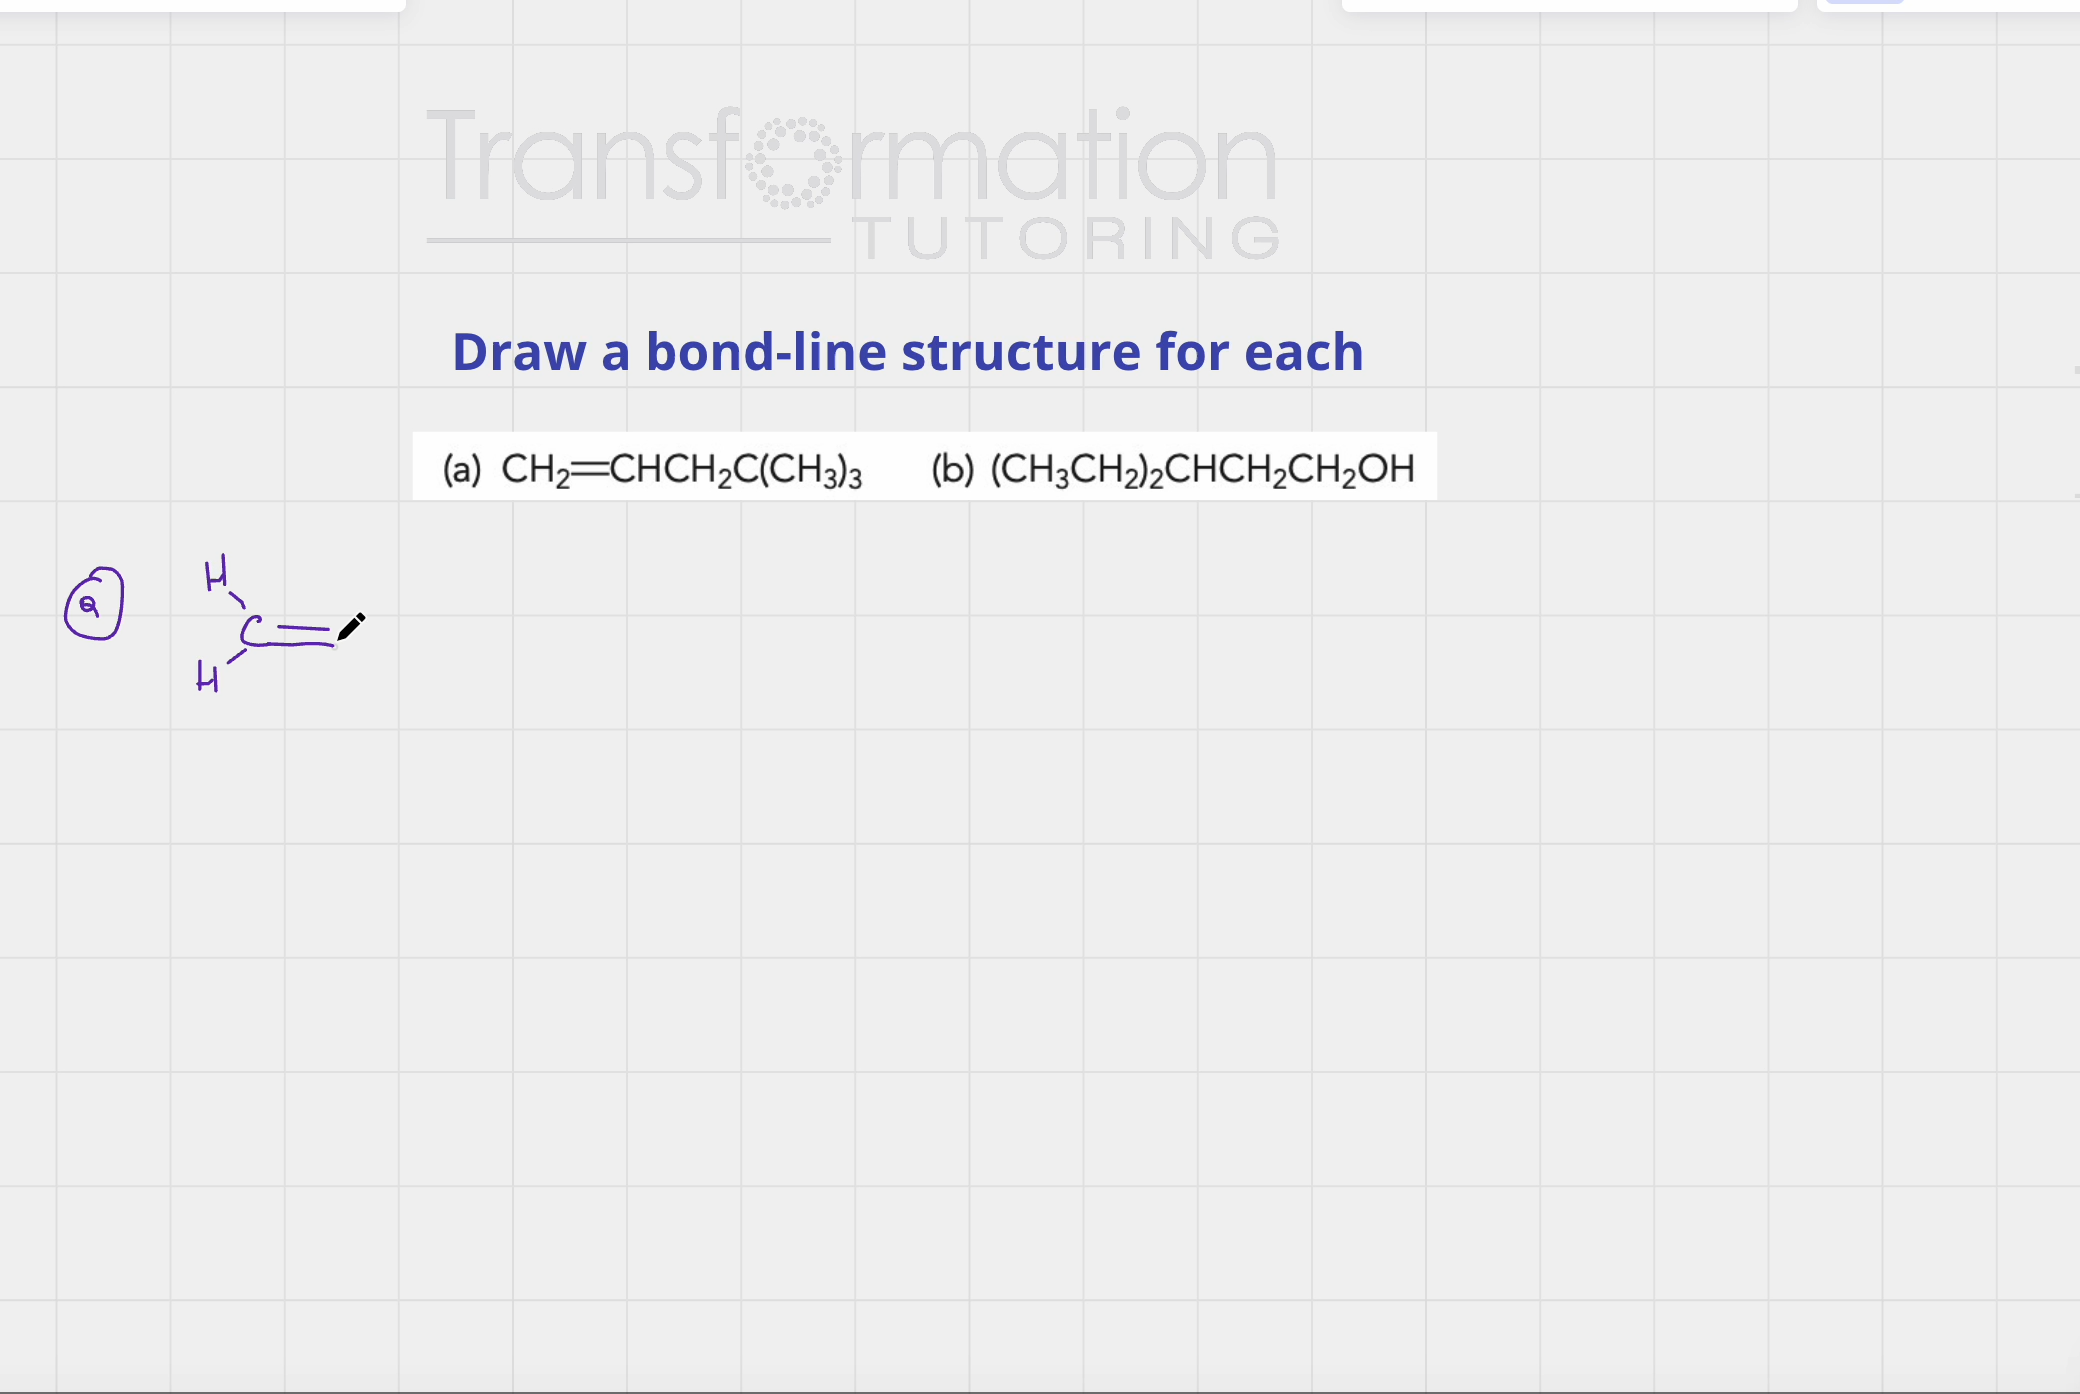 Transformation
TUTORING
Draw a bond-line structure for each
(a) CH₂=CHCH₂C(CH₃)₃ (b) (CH₃CH₂)₂CHCH₂CH₂OH
a
H
C
H